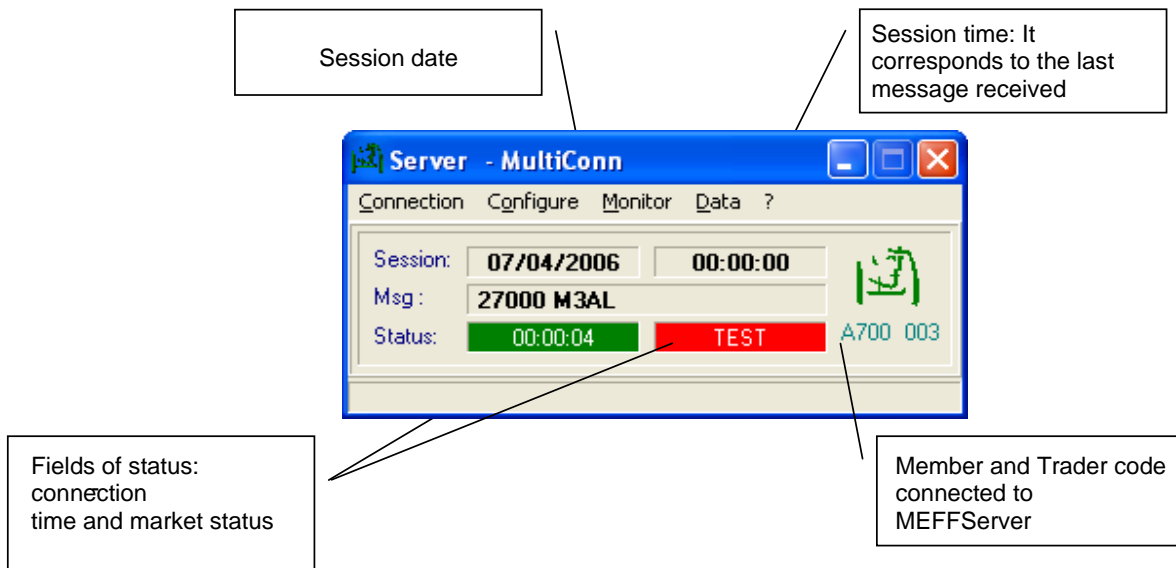 Session date
Session time: It
corresponds to the last
message received
Server - MultiConn
Connection Configure Monitor Data ?
Session: 07/04/2006 00:00:00
Msg : 27000 M3AL
Status: 00:00:04 TEST
A700 003
Fields of status:
connection
time and market status
Member and Trader code
connected to
MEFFServer